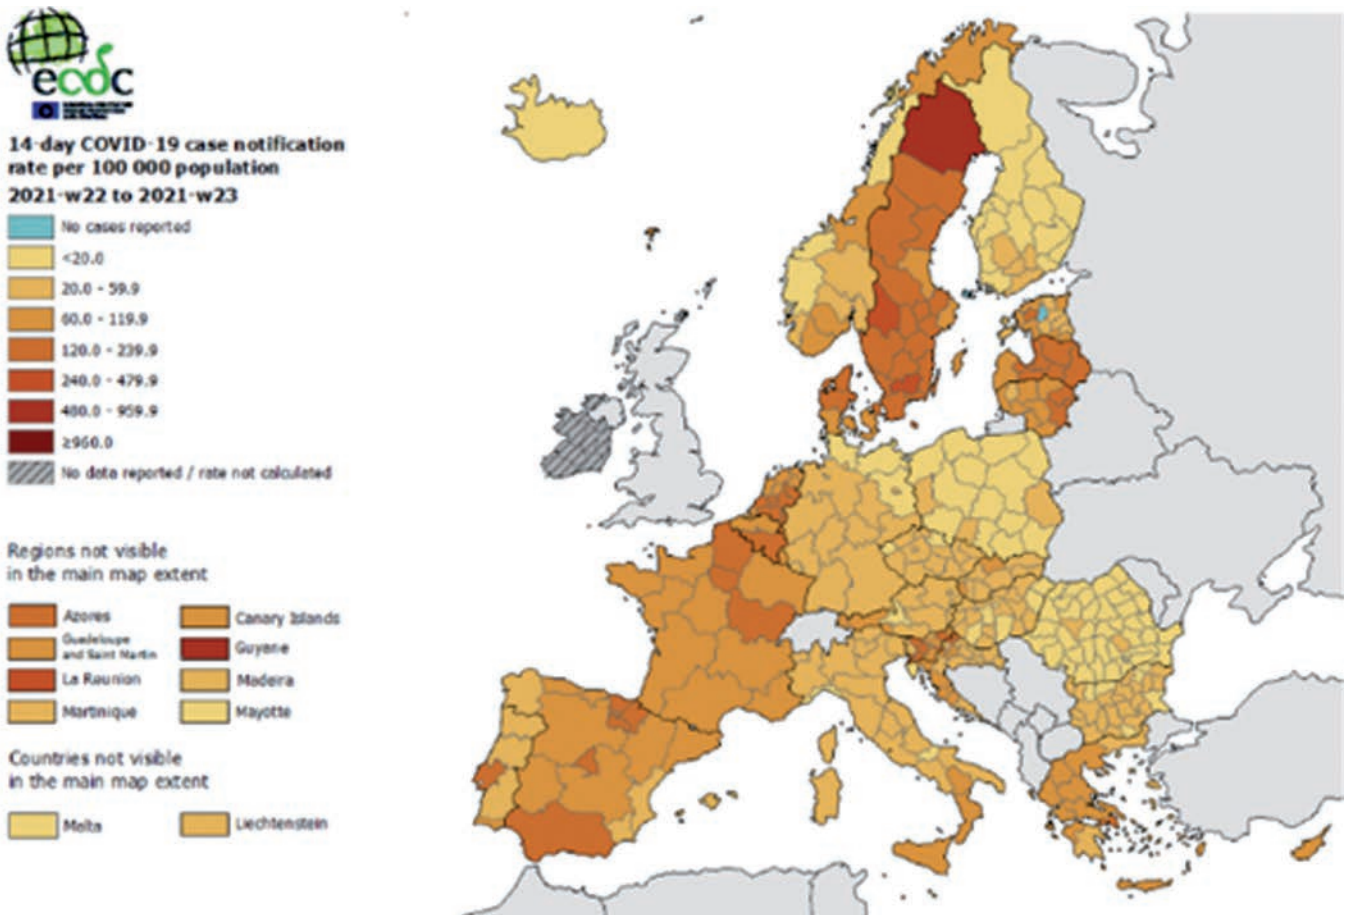 ecdc
14-day COVID-19 case notification
rate per 100 000 population
2021-w22 to 2021-w23
No cases reported
<20.0
20.0 - 59.9
60.0 - 119.9
120.0 - 239.9
240.0 - 479.9
480.0 - 959.9
≥960.0
No data reported / rate not calculated
Regions not visible
in the main map extent
Azores
Canary Islands
Guadeloupe
and Saint Martin
Guyane
La Reunion
Madeira
Martinique
Mayotte
Countries not visible
in the main map extent
Malta
Liechtenstein